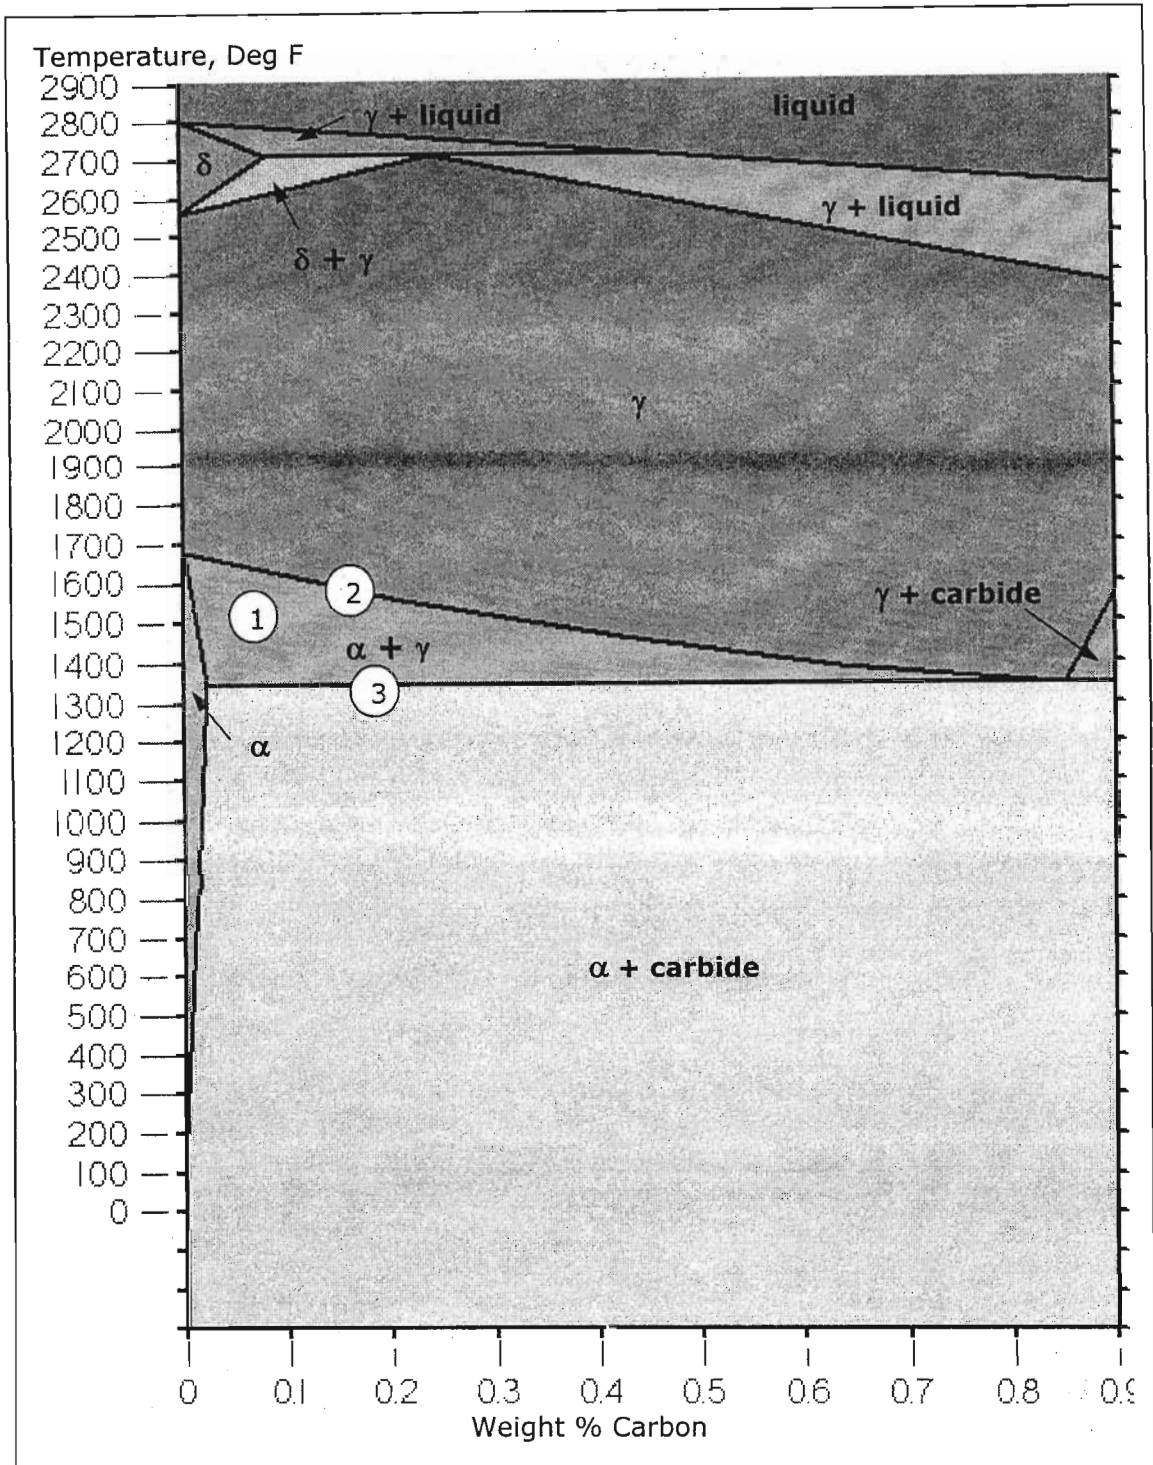 Temperature, Deg F
2900
2800
2700
2600
2500
2400
2300
2200
2100
2000
1900
1800
1700
1600
1500
1400
1300
1200
1100
1000
900
800
700
600
500
400
300
200
100
0
liquid
γ + liquid
δ
γ + liquid
δ + γ
γ
γ + carbide
2
1
α + γ
3
α
α + carbide
0 0.1 0.2 0.3 0.4 0.5 0.6 0.7 0.8 0.9
Weight % Carbon